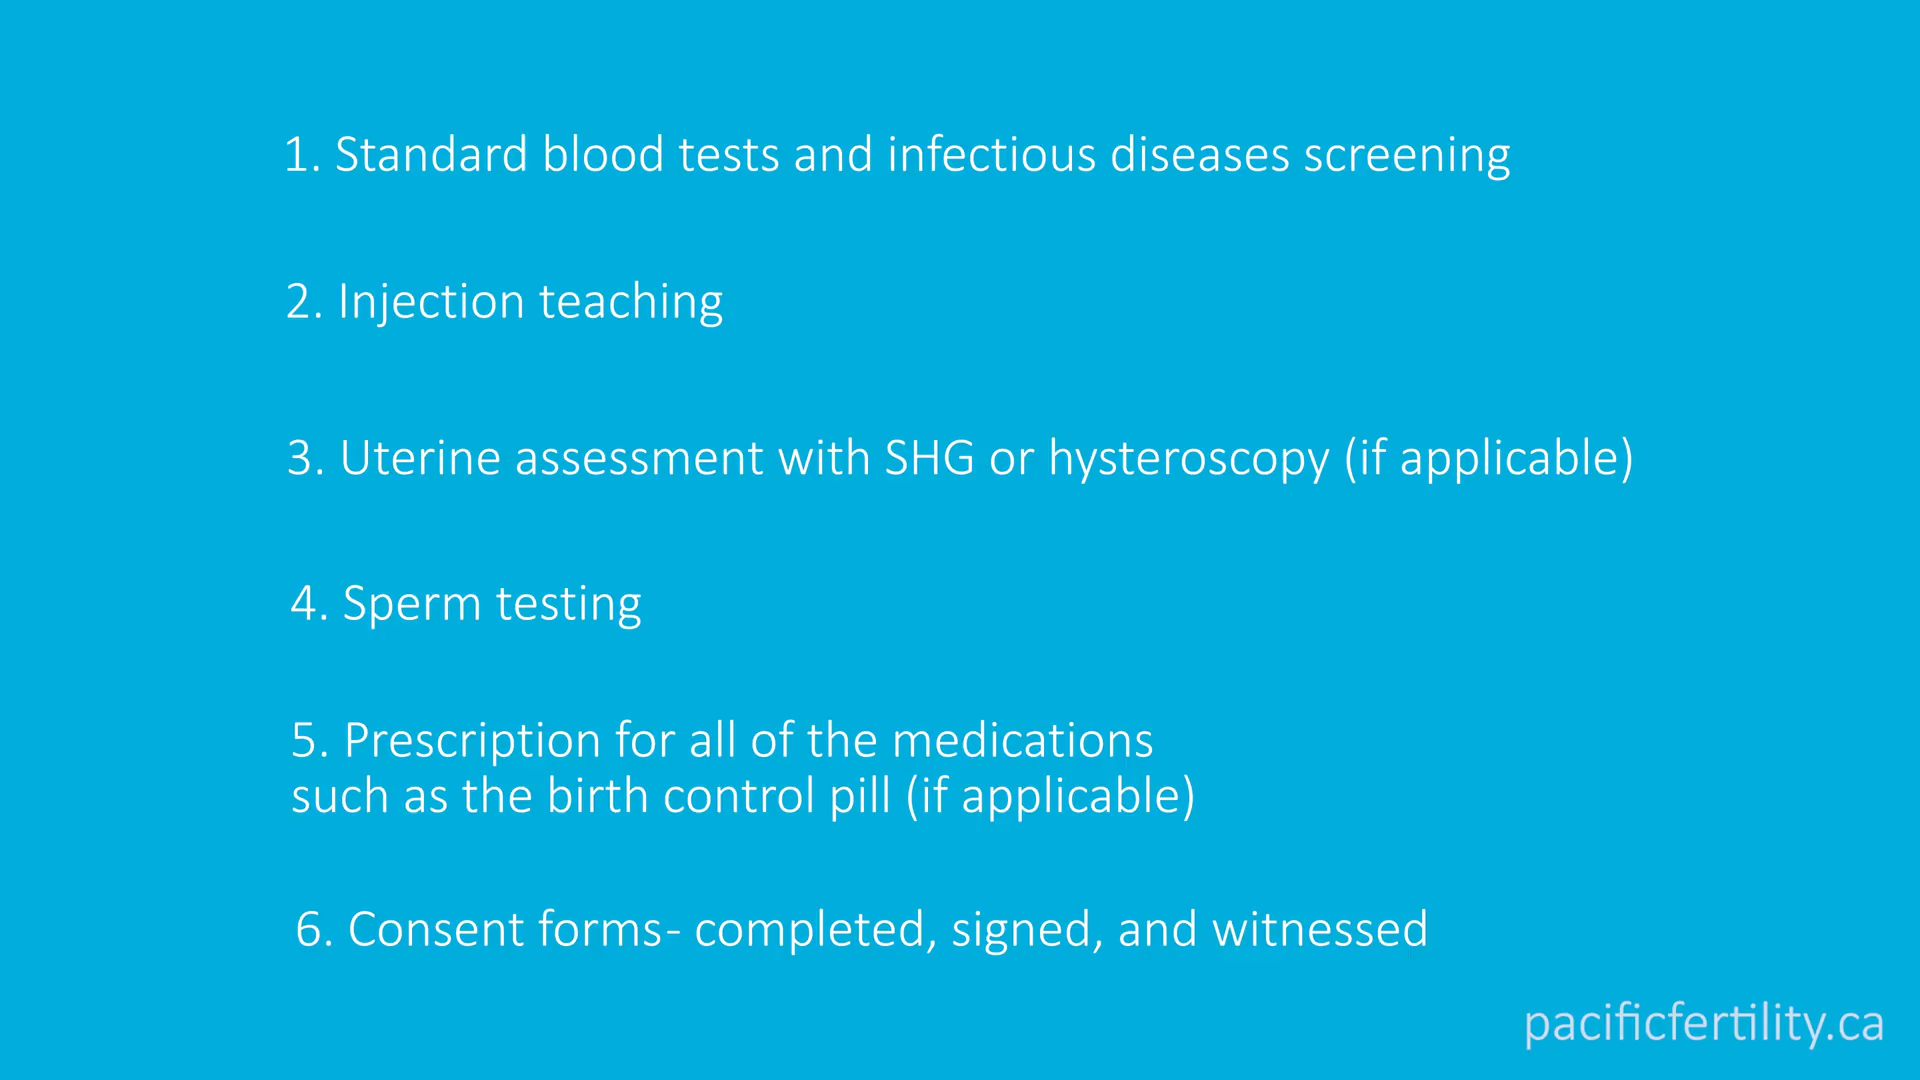 1. Standard blood tests and infectious diseases screening
2. Injection teaching
3. Uterine assessment with SHG or hysteroscopy (if applicable)
4. Sperm testing
5. Prescription for all of the medications
such as the birth control pill (if applicable)
6. Consent forms- completed, signed, and witnessed
pacificfertility.ca